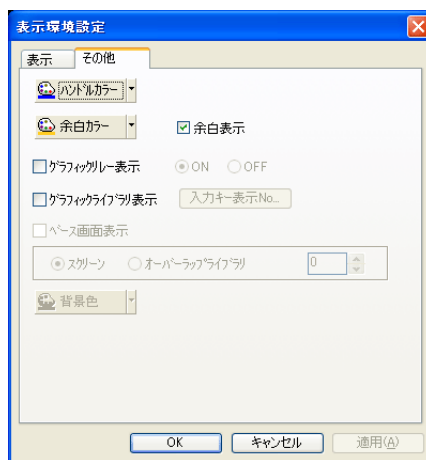 表示環境設定
表示 その他
ﾊﾝﾄﾞﾙｶﾗｰ
余白ｶﾗｰ 余白表示
ｸﾞﾗﾌｨｯｸﾘﾚｰ表示 ON OFF
ｸﾞﾗﾌｨｯｸﾗｲﾌﾞﾗﾘ表示 入力キー表示No...
ﾍﾞｰｽ画面表示
ｽｸﾘｰﾝ ｵｰﾊﾞｰﾗｯﾌﾟﾗｲﾌﾞﾗﾘ 0
背景色
OK キャンセル 適用(A)